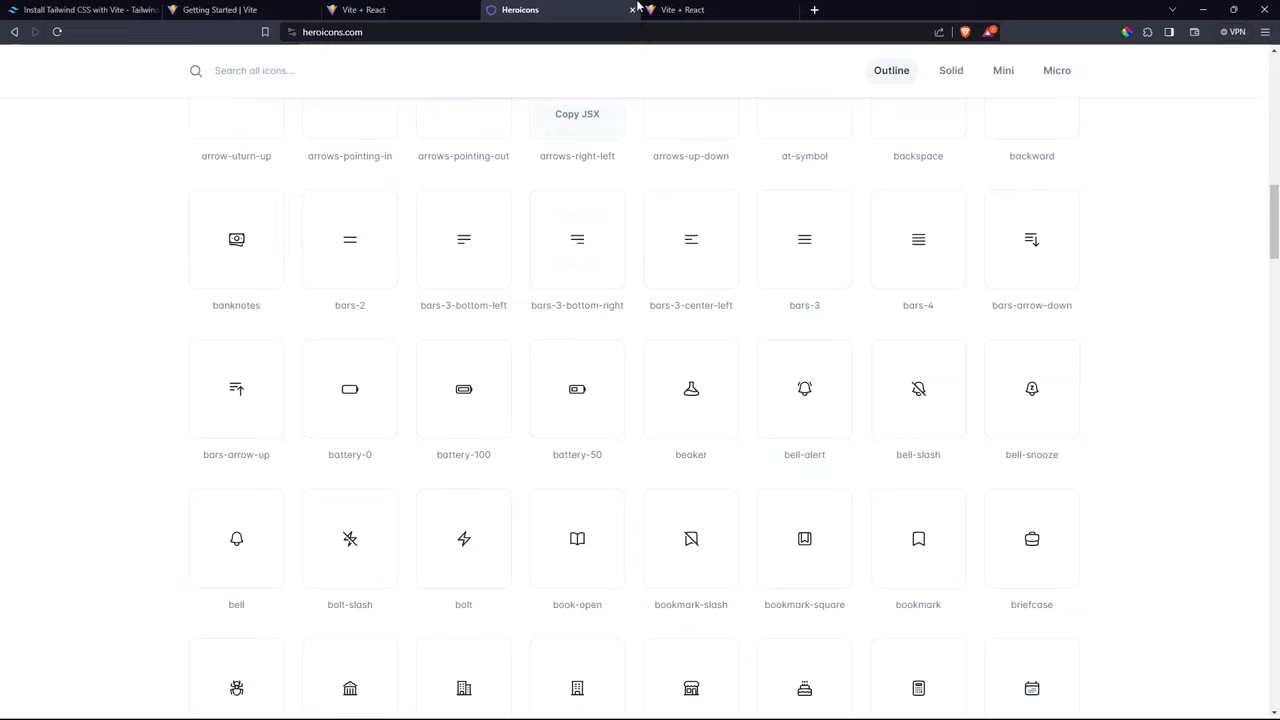 Install Tailwind CSS with Vite - Tailwin
Getting Started | Vite
Vite + React
Heroicons
Vite + React
heroicons.com
VPN
Search all icons...
Outline
Solid
Mini
Micro
Copy JSX
arrow-uturn-up
arrows-pointing-in
arrows-pointing-out
arrows-right-left
arrows-up-down
at-symbol
backspace
backward
banknotes
bars-2
bars-3-bottom-left
bars-3-bottom-right
bars-3-center-left
bars-3
bars-4
bars-arrow-down
bars-arrow-up
battery-0
battery-100
battery-50
beaker
bell-alert
bell-slash
bell-snooze
bell
bolt-slash
bolt
book-open
bookmark-slash
bookmark-square
bookmark
briefcase